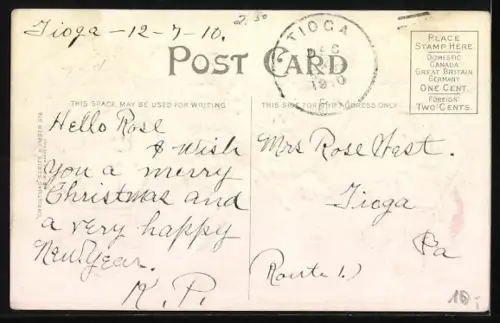 Tioga -12-7-10.
2.50
TIOGA
DEC
1910
POST CARD
PLACE
STAMP HERE.
DOMESTIC
CANADA
GREAT BRITAIN
GERMANY
ONE CENT.
FOREIGN
TWO CENTS.
THIS SPACE MAY BE USED FOR WRITING
THIS SIDE FOR THE ADDRESS ONLY
Hello Rose
I wish
You a merry
Christmas and
a very happy
New Year.
K. P.
Mrs Rose West.
Tioga
Pa
(Route 1)